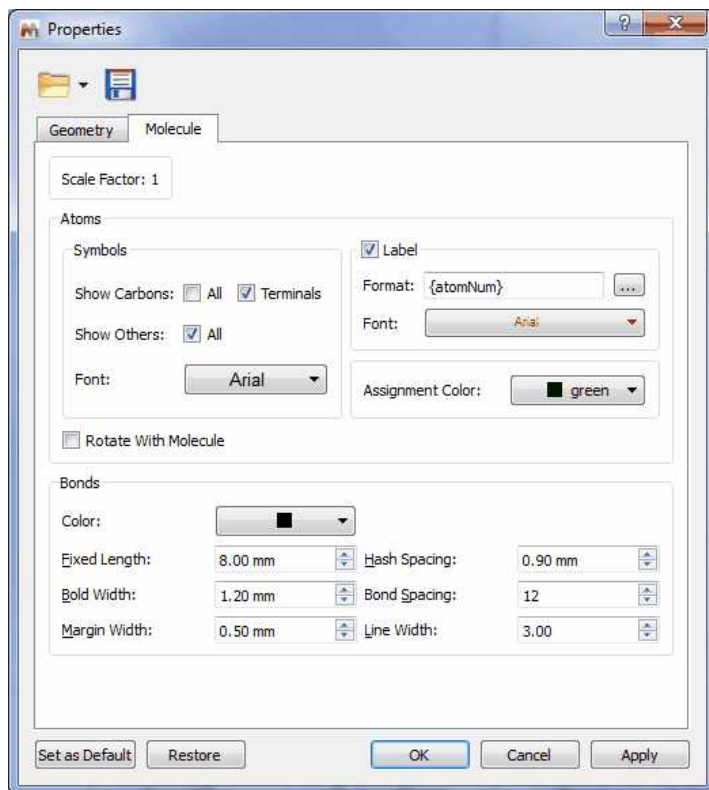 Properties
?
Geometry Molecule
Scale Factor: 1
Atoms
Symbols
Show Carbons: All Terminals
Show Others: All
Font: Arial
Label
Format: {atomNum} ...
Font: Arial
Assignment Color: green
Rotate With Molecule
Bonds
Color:
Fixed Length: 8.00 mm Hash Spacing: 0.90 mm
Bold Width: 1.20 mm Bond Spacing: 12
Margin Width: 0.50 mm Line Width: 3.00
Set as Default Restore OK Cancel Apply